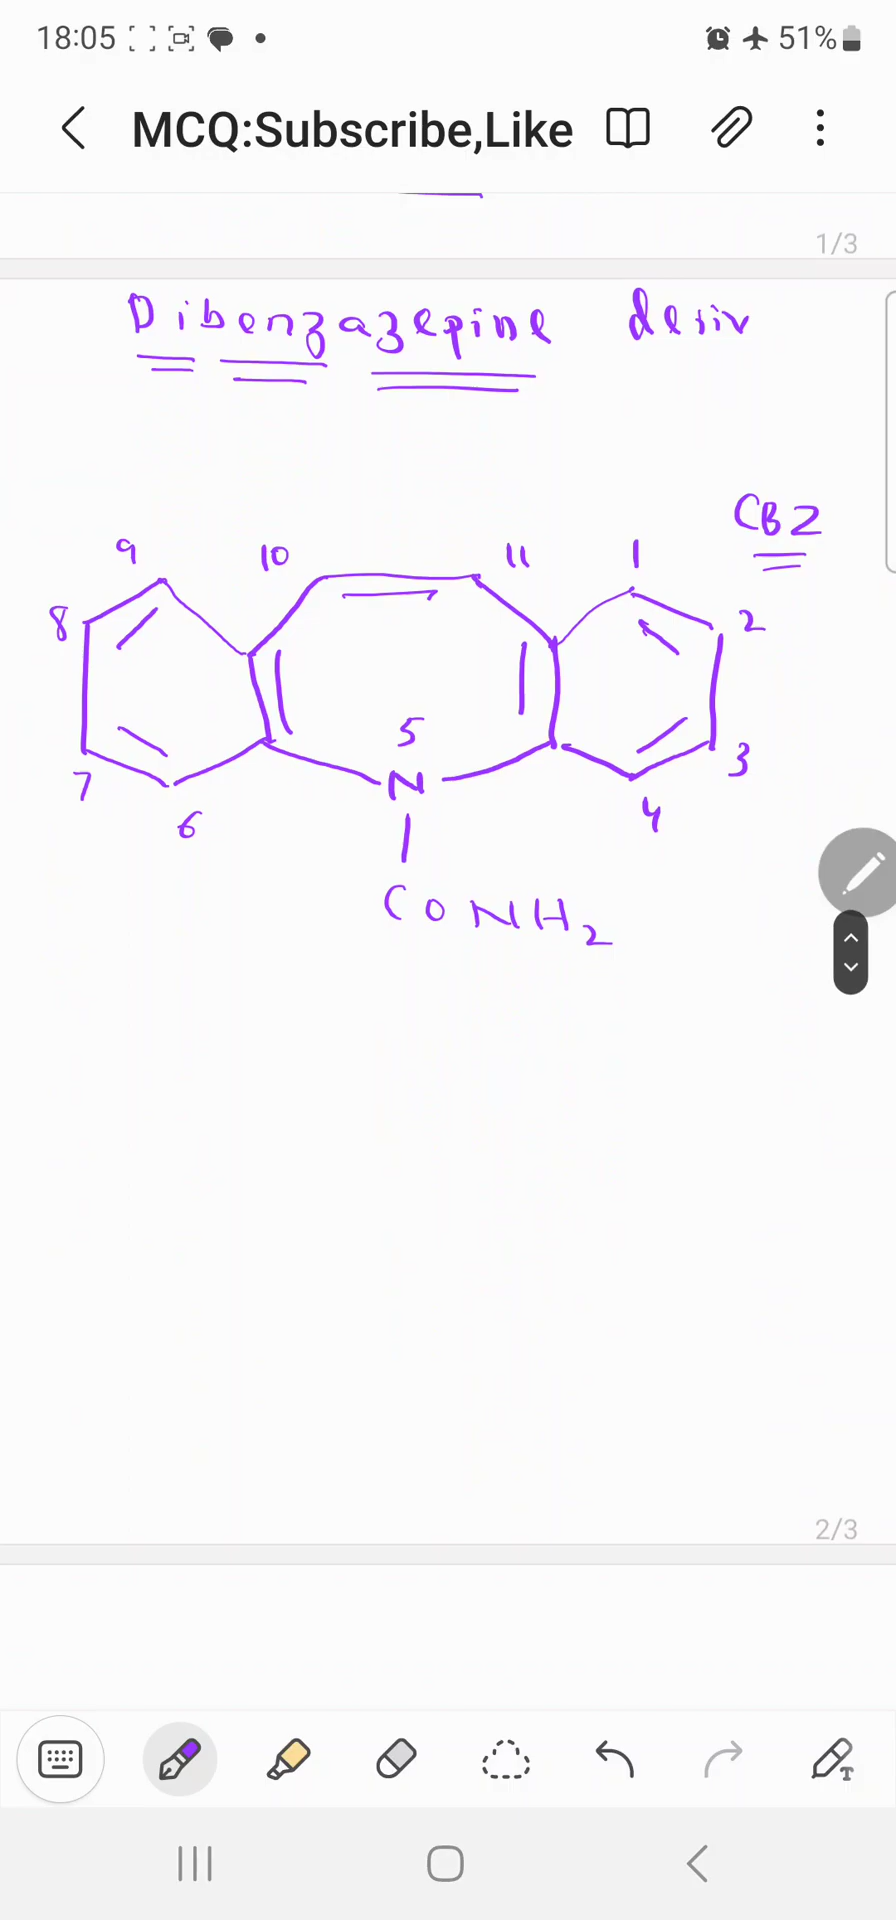 18:05 51%
MCQ:Subscribe,Like
1/3
Dibenzazepine deriv
CBZ
9 10 11 1
8 2
5
7 N 3
6 4
CONH2
2/3
T